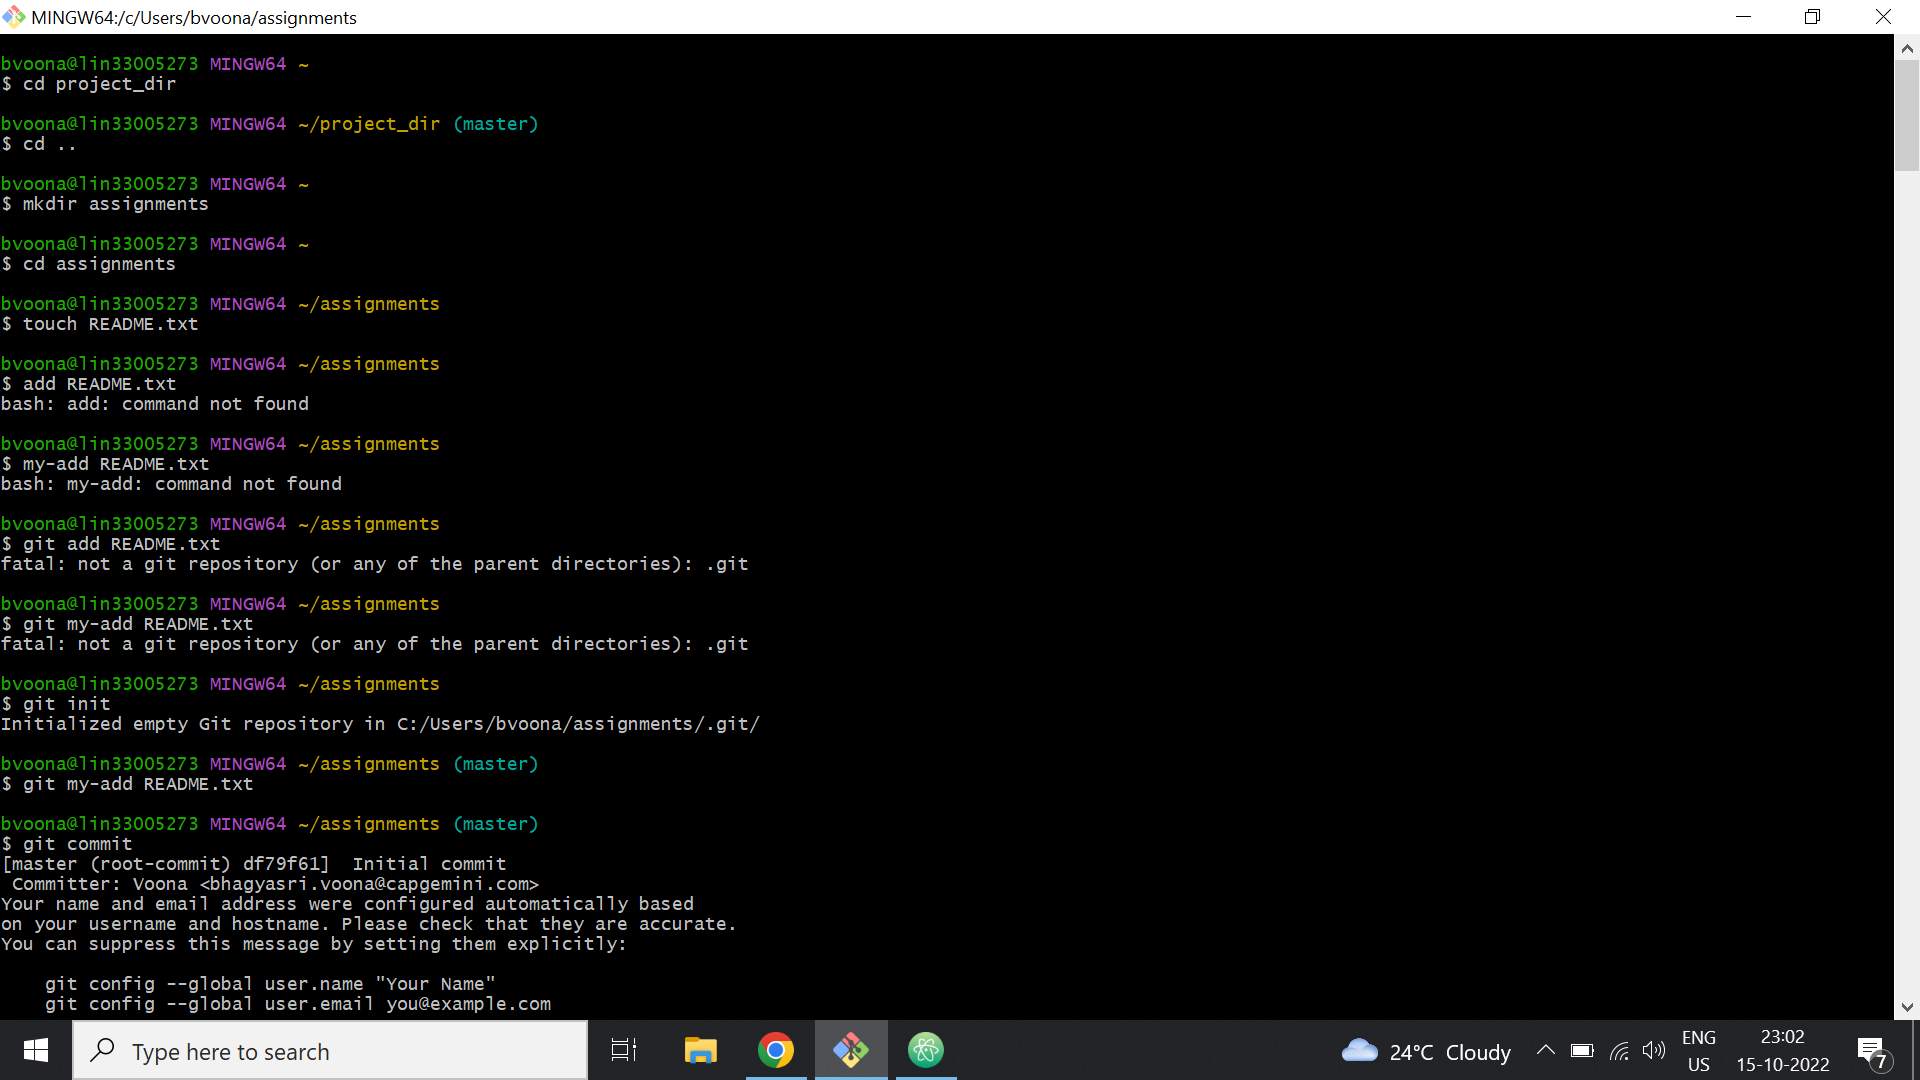 MINGW64:/c/Users/bvoona/assignments
bvoona@lin33005273 MINGW64 ~
$ cd project_dir
bvoona@lin33005273 MINGW64 ~/project_dir (master)
$ cd ..
bvoona@lin33005273 MINGW64 ~
$ mkdir assignments
bvoona@lin33005273 MINGW64 ~
$ cd assignments
bvoona@lin33005273 MINGW64 ~/assignments
$ touch README.txt
bvoona@lin33005273 MINGW64 ~/assignments
$ add README.txt
bash: add: command not found
bvoona@lin33005273 MINGW64 ~/assignments
$ my-add README.txt
bash: my-add: command not found
bvoona@lin33005273 MINGW64 ~/assignments
$ git add README.txt
fatal: not a git repository (or any of the parent directories): .git
bvoona@lin33005273 MINGW64 ~/assignments
$ git my-add README.txt
fatal: not a git repository (or any of the parent directories): .git
bvoona@lin33005273 MINGW64 ~/assignments
$ git init
Initialized empty Git repository in C:/Users/bvoona/assignments/.git/
bvoona@lin33005273 MINGW64 ~/assignments (master)
$ git my-add README.txt
bvoona@lin33005273 MINGW64 ~/assignments (master)
$ git commit
[master (root-commit) df79f61]  Initial commit
 Committer: Voona <bhagyasri.voona@capgemini.com>
Your name and email address were configured automatically based
on your username and hostname. Please check that they are accurate.
You can suppress this message by setting them explicitly:
    git config --global user.name "Your Name"
    git config --global user.email you@example.com
Type here to search
24°C Cloudy
ENG
US
23:02
15-10-2022
7